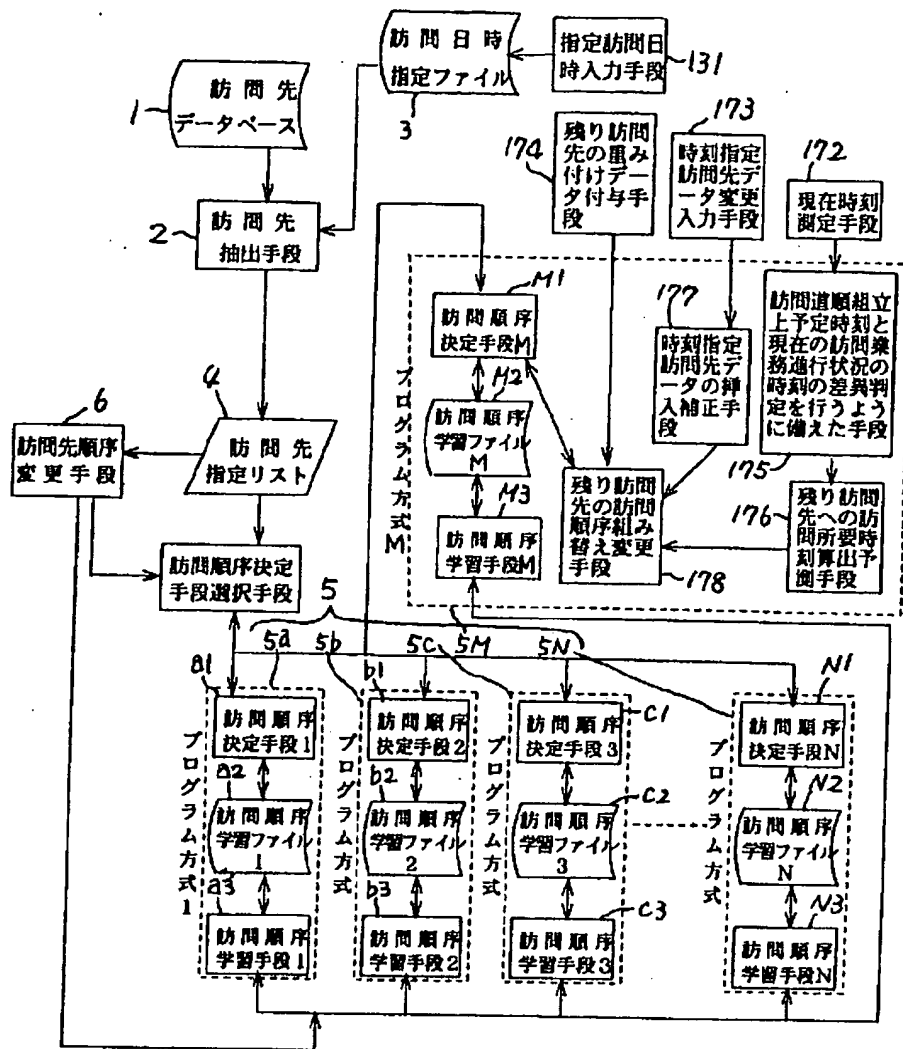 訪問日時
指定ファイル
3
指定訪問日
時入力手段
131
訪問先
データベース
1
174
残り訪問
先の重み
付けデー
タ付与手
段
173
時刻指定
訪問先デ
ータ変更
入力手段
172
現在時刻
測定手段
2
訪問先
抽出手段
M1
訪問順序
決定手段M
M2
訪問順序
学習ファイル
M
M3
訪問順序
学習手段M
プログラム方式M
177
時刻指定
訪問先デ
ータの挿
入補正手
段
訪問道順組立
上予定時刻と
現在の訪問業
務進行状況の
時刻の差異判
定を行うよう
に備えた手段
175
6
訪問先順序
変更手段
4
訪問先
指定リスト
残り訪問
先の訪問
順序組み
替え変更
手段
178
176
残り訪問
先への訪
問所要時
刻算出予
測手段
訪問順序決定
手段選択手段
5
5a
5b
5c
5M
5N
a1
訪問順序
決定手段1
a2
訪問順序
学習ファイル
1
a3
訪問順序
学習手段1
プログラム方式1
b1
訪問順序
決定手段2
b2
訪問順序
学習ファイル
2
b3
訪問順序
学習手段2
プログラム方式
C1
訪問順序
決定手段3
C2
訪問順序
学習ファイル
3
C3
訪問順序
学習手段3
プログラム方式
N1
訪問順序
決定手段N
N2
訪問順序
学習ファイル
N
N3
訪問順序
学習手段N
プログラム方式